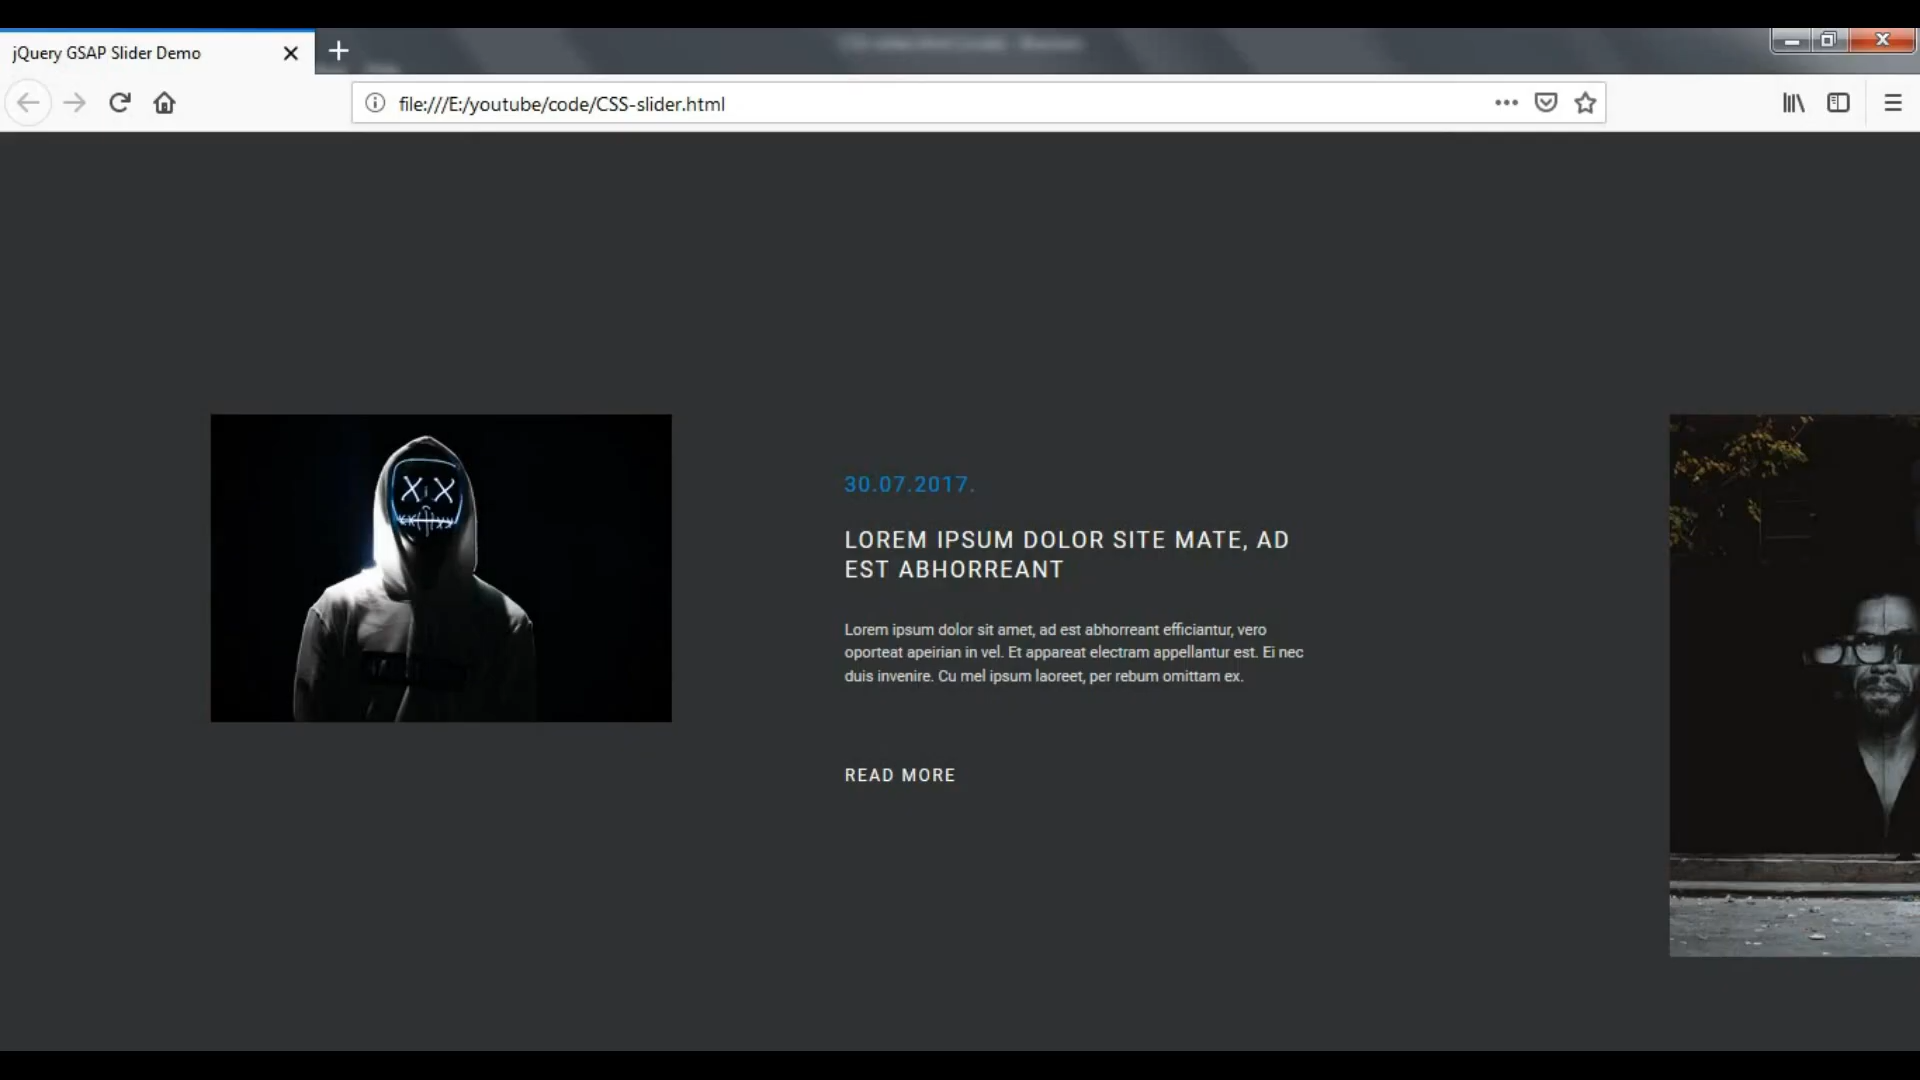 jQuery GSAP Slider Demo
file:///E:/youtube/code/CSS-slider.html
30.07.2017.
LOREM IPSUM DOLOR SITE MATE, AD
EST ABHORREANT
Lorem ipsum dolor sit amet, ad est abhorreant efficiantur, vero
oporteat apeirian in vel. Et appareat electram appellantur est. Ei nec
duis invenire. Cu mel ipsum laoreet, per rebum omittam ex.
READ MORE